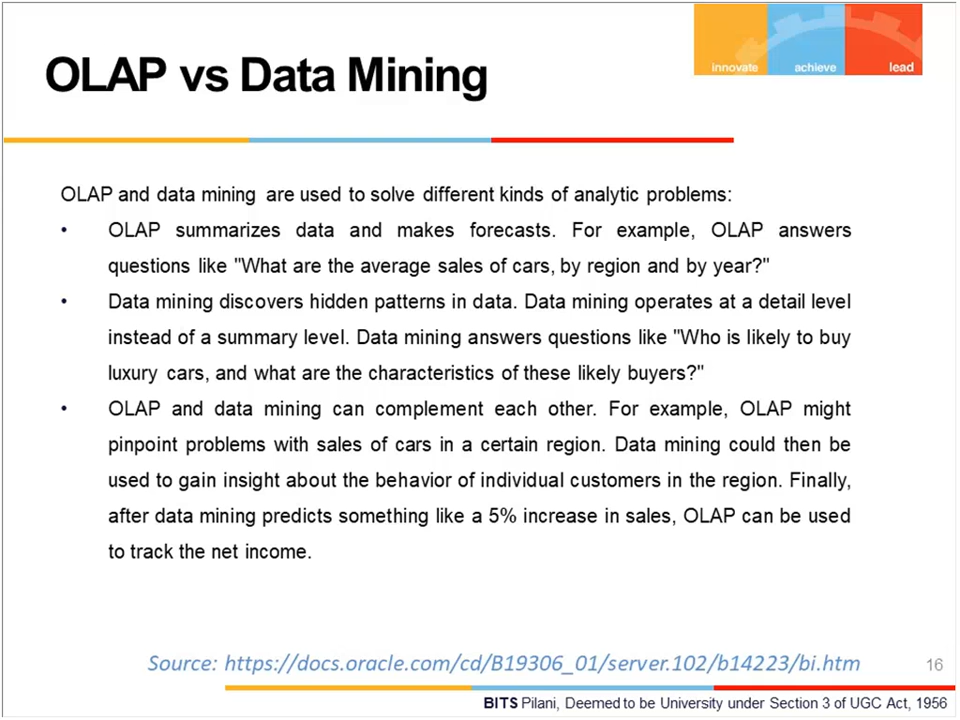 innovate achieve lead
OLAP vs Data Mining
OLAP and data mining are used to solve different kinds of analytic problems:
• OLAP summarizes data and makes forecasts. For example, OLAP answers
questions like "What are the average sales of cars, by region and by year?"
• Data mining discovers hidden patterns in data. Data mining operates at a detail level
instead of a summary level. Data mining answers questions like "Who is likely to buy
luxury cars, and what are the characteristics of these likely buyers?"
• OLAP and data mining can complement each other. For example, OLAP might
pinpoint problems with sales of cars in a certain region. Data mining could then be
used to gain insight about the behavior of individual customers in the region. Finally,
after data mining predicts something like a 5% increase in sales, OLAP can be used
to track the net income.
Source: https://docs.oracle.com/cd/B19306_01/server.102/b14223/bi.htm
16
BITS Pilani, Deemed to be University under Section 3 of UGC Act, 1956